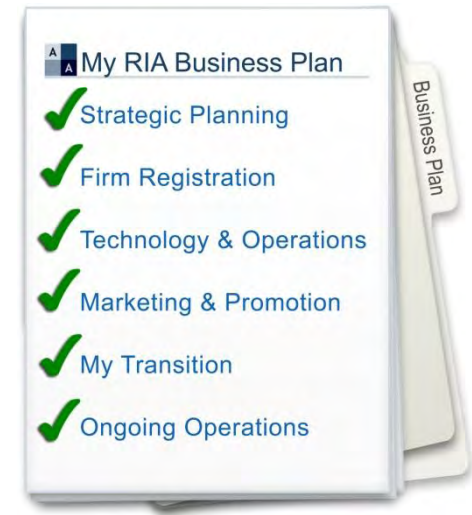 A
A
My RIA Business Plan
Strategic Planning
Firm Registration
Technology & Operations
Marketing & Promotion
My Transition
Ongoing Operations
Business Plan